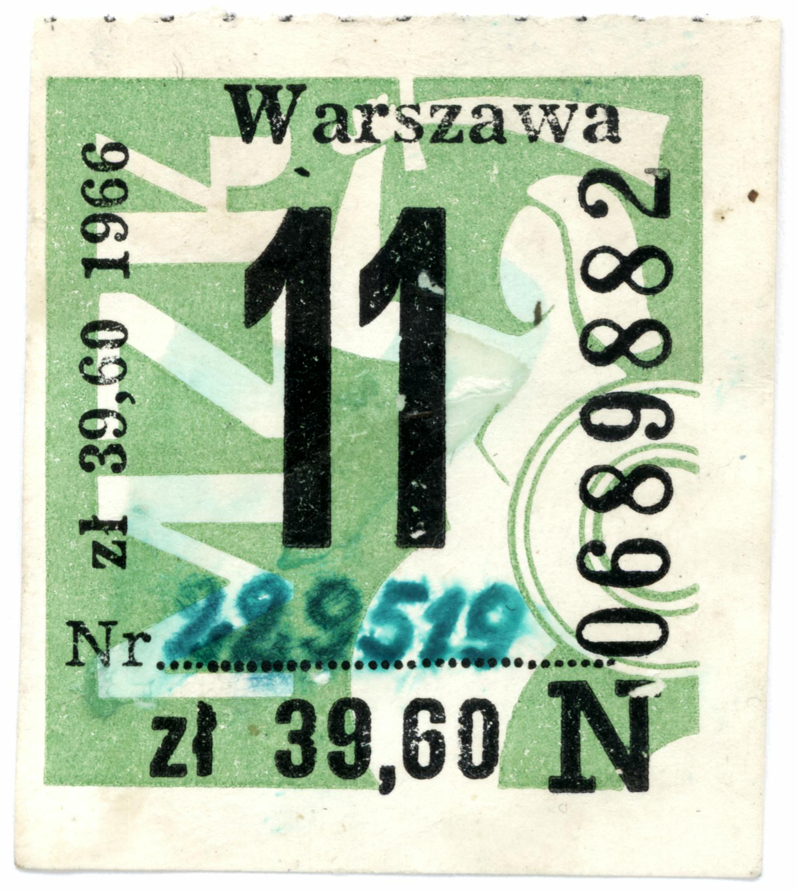 Warszawa
zł 39,60 1966
11
0689882
Nr 229519
zł 39,60 N